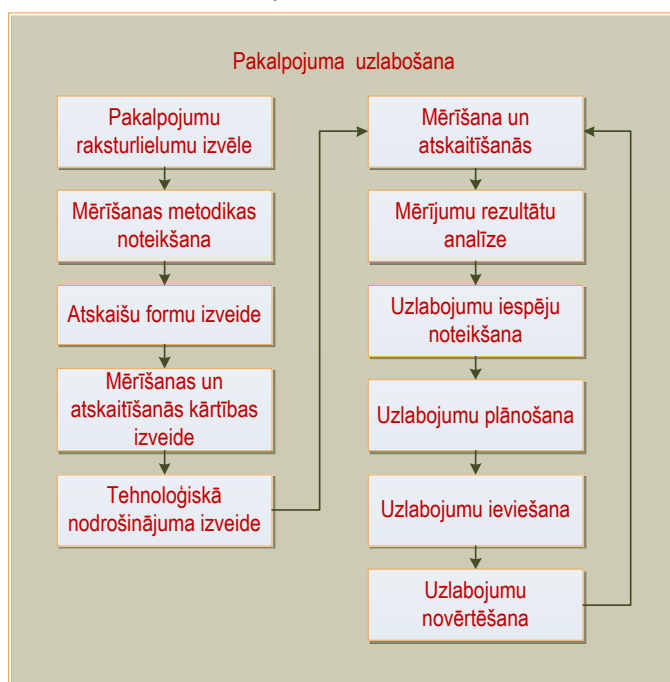 Pakalpojuma uzlabošana
Pakalpojumu
raksturlielumu izvēle
Mērīšanas metodikas
noteikšana
Atskaišu formu izveide
Mērīšanas un
atskaitīšanās kārtības
izveide
Tehnoloģiskā
nodrošinājuma izveide
Mērīšana un
atskaitīšanās
Mērījumu rezultātu
analīze
Uzlabojumu iespēju
noteikšana
Uzlabojumu plānošana
Uzlabojumu ieviešana
Uzlabojumu
novērtēšana